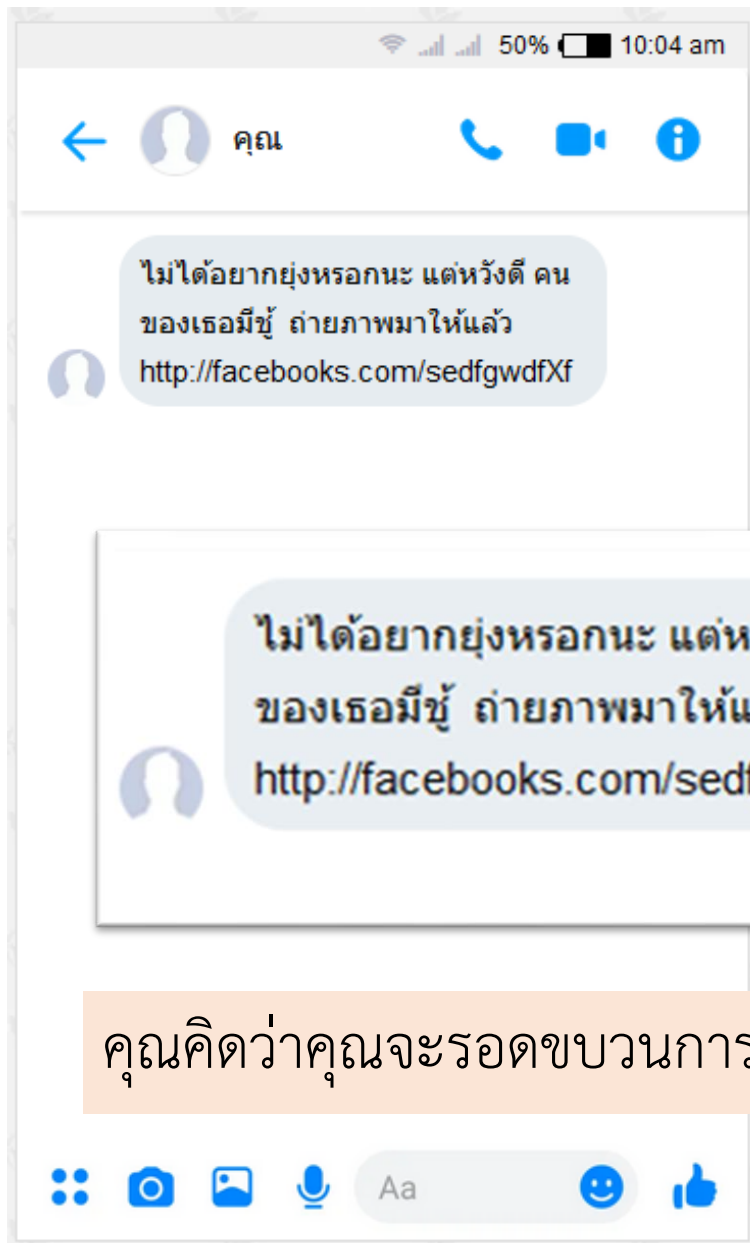 50% 10:04 am
คุณ
ไม่ได้อยากยุ่งหรอกนะ แต่หวังดี คน
ของเธอมีชู้ ถ่ายภาพมาให้แล้ว
http://facebooks.com/sedfgwdfXf
ไม่ได้อยากยุ่งหรอกนะ แต่ห
ของเธอมีชู้ ถ่ายภาพมาให้แ
http://facebooks.com/sedf
คุณคิดว่าคุณจะรอดขบวนการ
Aa